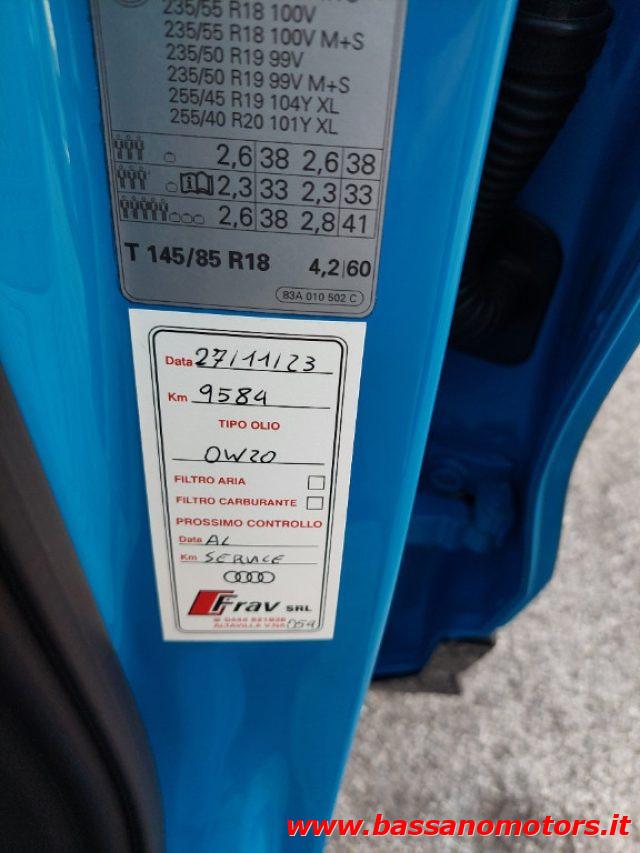 235/55 R18 100V
235/55 R18 100V M+S
235/50 R19 99V
235/50 R19 99V M+S
255/45 R19 104Y XL
255/40 R20 101Y XL
2,6 38 2,6 38
2,3 33 2,3 33
2,6 38 2,8 41
T 145/85 R18 4,2 60
83A 010 502 C
Data 27/11/23
Km 9584
TIPO OLIO
0W20
FILTRO ARIA
FILTRO CARBURANTE
PROSSIMO CONTROLLO
Data AL
Km SERVICE
Frav SRL
ALTAVILLA V.NA
www.bassanomotors.it